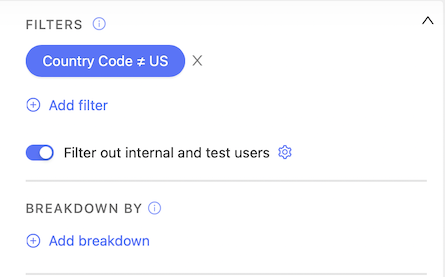 FILTERS
Country Code ≠ US
Add filter
Filter out internal and test users
BREAKDOWN BY
Add breakdown